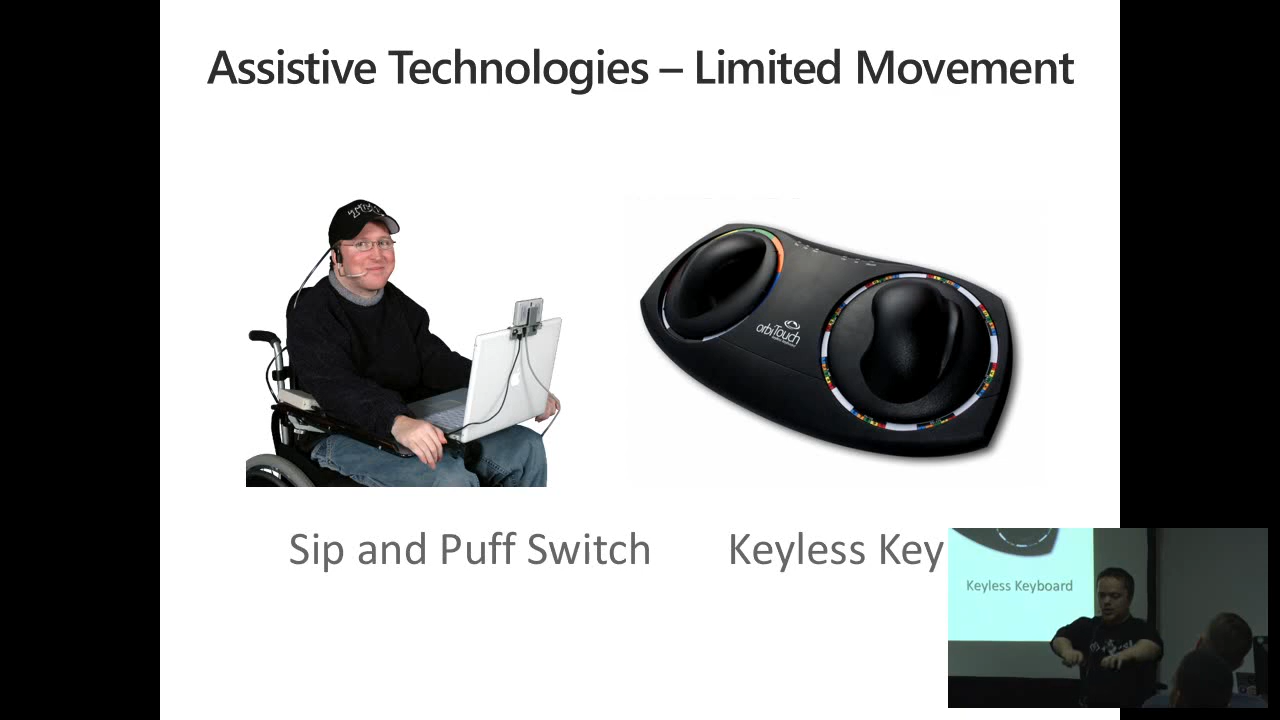 Assistive Technologies – Limited Movement
orbiTouch
Sip and Puff Switch
Keyless Key
Keyless Keyboard